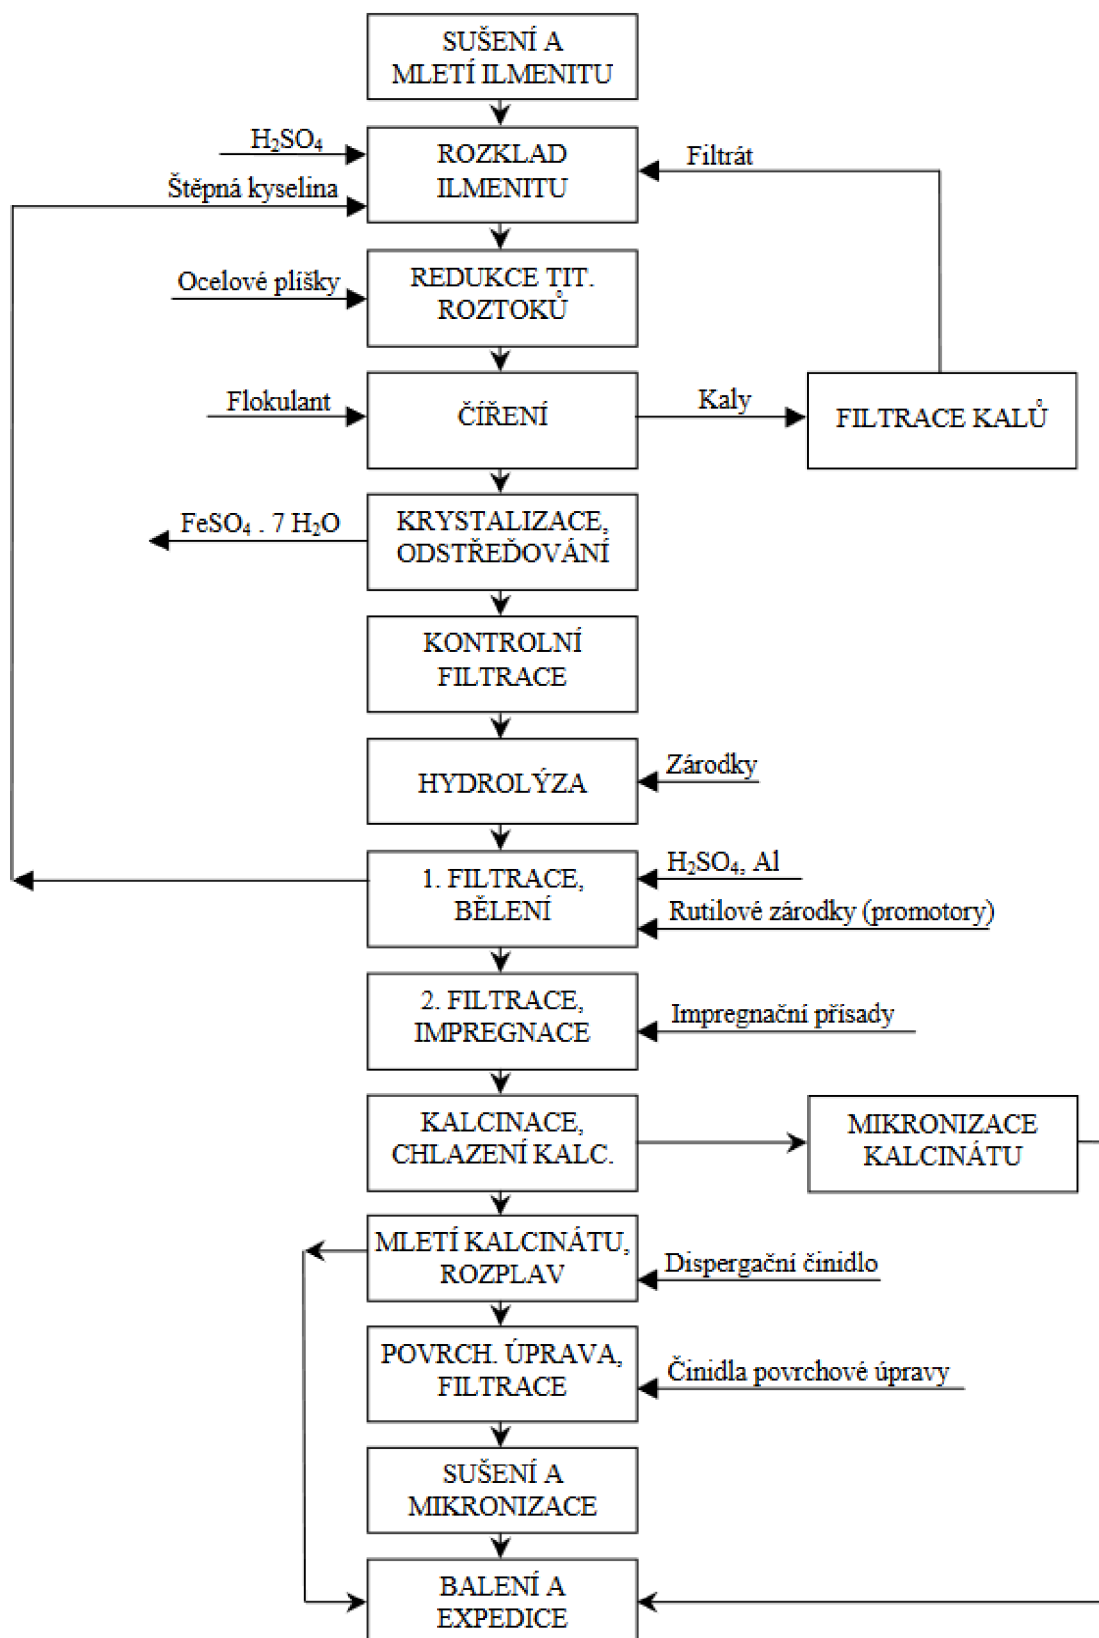 SUŠENÍ A
MLETÍ ILMENITU
H₂SO₄
ROZKLAD
ILMENITU
Filtrát
Štěpná kyselina
Ocelové plíšky
REDUKCE TIT.
ROZTOKŮ
Flokulant
ČÍŘENÍ
Kaly
FILTRACE KALŮ
FeSO₄ . 7 H₂O
KRYSTALIZACE,
ODSTŘEĎOVÁNÍ
KONTROLNÍ
FILTRACE
HYDROLÝZA
Zárodky
1. FILTRACE,
BĚLENÍ
H₂SO₄, Al
Rutilové zárodky (promotory)
2. FILTRACE,
IMPREGNACE
Impregnační přísady
KALCINACE,
CHLAZENÍ KALC.
MIKRONIZACE
KALCINÁTU
MLETÍ KALCINÁTU,
ROZPLAV
Dispergační činidlo
POVRCH. ÚPRAVA,
FILTRACE
Činidla povrchové úpravy
SUŠENÍ A
MIKRONIZACE
BALENÍ A
EXPEDICE